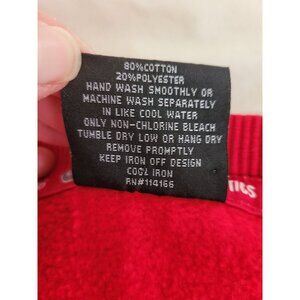 80%COTTON
20%POLYESTER
HAND WASH SMOOTHLY OR
MACHINE WASH SEPARATELY
IN LIKE COOL WATER
ONLY NON-CHLORINE BLEACH
TUMBLE DRY LOW OR HANG DRY
REMOVE PROMPTLY
KEEP IRON OFF DESIGN
COOL IRON
RN#114166